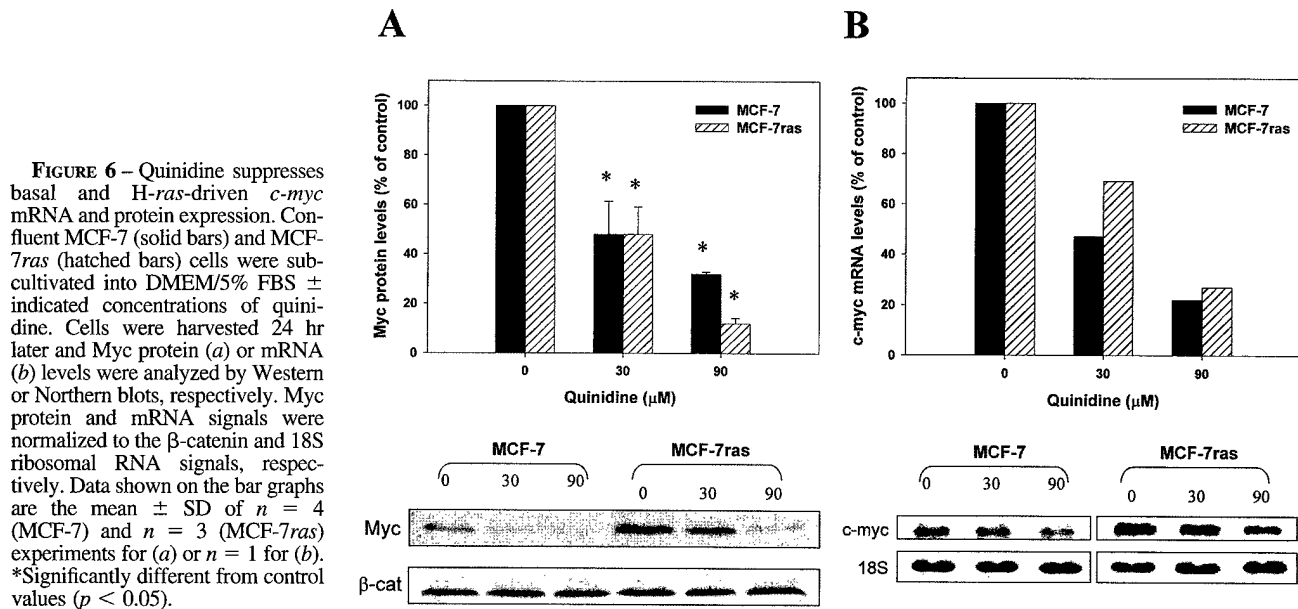 FIGURE 6 – Quinidine suppresses
basal and H-ras-driven c-myc
mRNA and protein expression. Con-
fluent MCF-7 (solid bars) and MCF-
7ras (hatched bars) cells were sub-
cultivated into DMEM/5% FBS ±
indicated concentrations of quini-
dine. Cells were harvested 24 hr
later and Myc protein (a) or mRNA
(b) levels were analyzed by Western
or Northern blots, respectively. Myc
protein and mRNA signals were
normalized to the β-catenin and 18S
ribosomal RNA signals, respec-
tively. Data shown on the bar graphs
are the mean ± SD of n = 4
(MCF-7) and n = 3 (MCF-7ras)
experiments for (a) or n = 1 for (b).
*Significantly different from control
values (p < 0.05).
A
Myc protein levels (% of control)
100
80
60
40
20
0
MCF-7
MCF-7ras
* *
*
*
0 30 90
Quinidine (μM)
MCF-7 MCF-7ras
0 30 90 0 30 90
Myc
β-cat
B
c-myc mRNA levels (% of control)
100
80
60
40
20
0
MCF-7
MCF-7ras
0 30 90
Quinidine (μM)
MCF-7 MCF-7ras
0 30 90 0 30 90
c-myc
18S